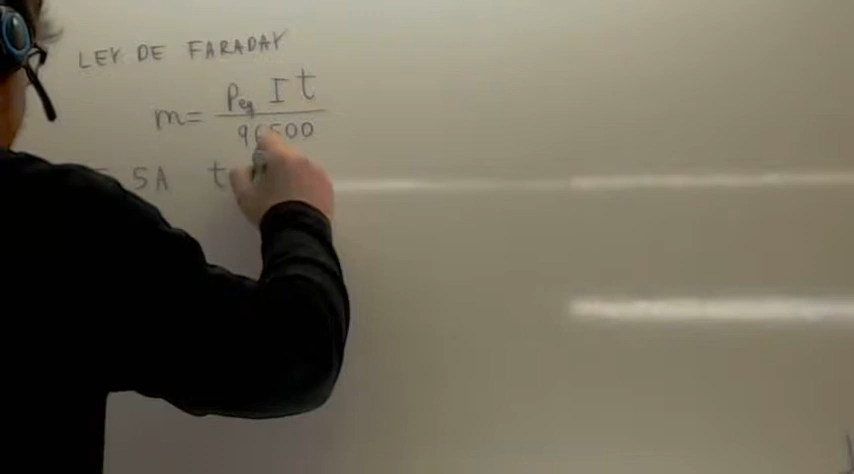 LEY DE FARADAY
m = Peq I t
96500
5A t